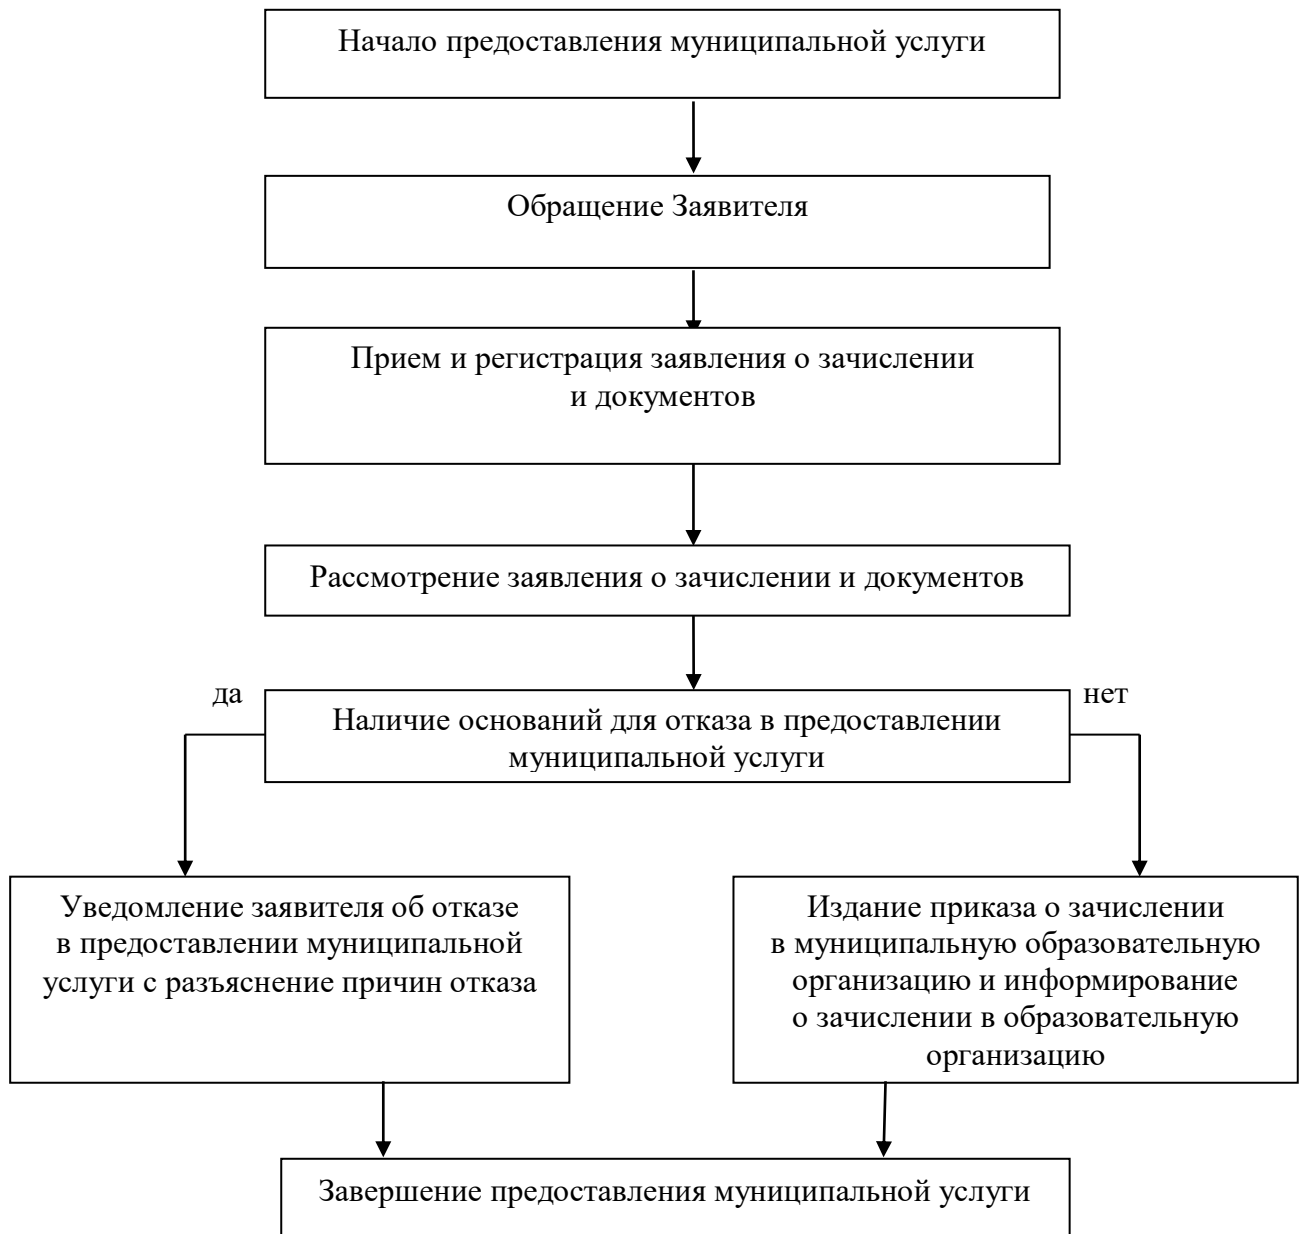 Начало предоставления муниципальной услуги
Обращение Заявителя
Прием и регистрация заявления о зачислении
и документов
Рассмотрение заявления о зачислении и документов
да
нет
Наличие оснований для отказа в предоставлении
муниципальной услуги
Уведомление заявителя об отказе
в предоставлении муниципальной
услуги с разъяснение причин отказа
Издание приказа о зачислении
в муниципальную образовательную
организацию и информирование
о зачислении в образовательную
организацию
Завершение предоставления муниципальной услуги